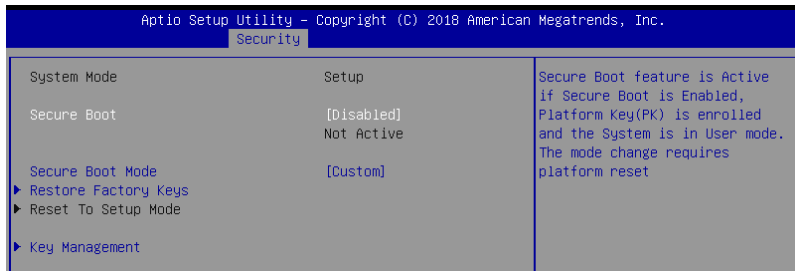 Aptio Setup Utility – Copyright (C) 2018 American Megatrends, Inc.
Security
System Mode Setup
Secure Boot [Disabled]
Not Active
Secure Boot Mode [Custom]
Restore Factory Keys
Reset To Setup Mode
Key Management
Secure Boot feature is Active
if Secure Boot is Enabled,
Platform Key(PK) is enrolled
and the System is in User mode.
The mode change requires
platform reset